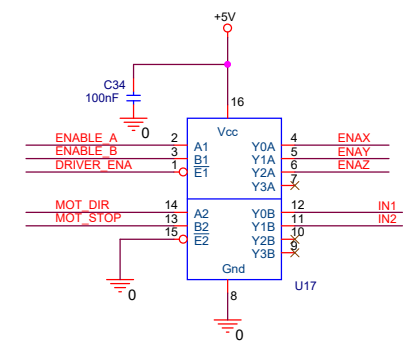 +5V
C34
100nF
0
16
Vcc
ENABLE_A 2 A1 Y0A 4 ENAX
ENABLE_B 3 B1 Y1A 5 ENAY
DRIVER_ENA 1 E1 Y2A 6 ENAZ
Y3A 7
MOT_DIR 14 A2 Y0B 12 IN1
MOT_STOP 13 B2 Y1B 11 IN2
15 E2 Y2B 10
Y3B 9
Gnd
U17
8
0
0